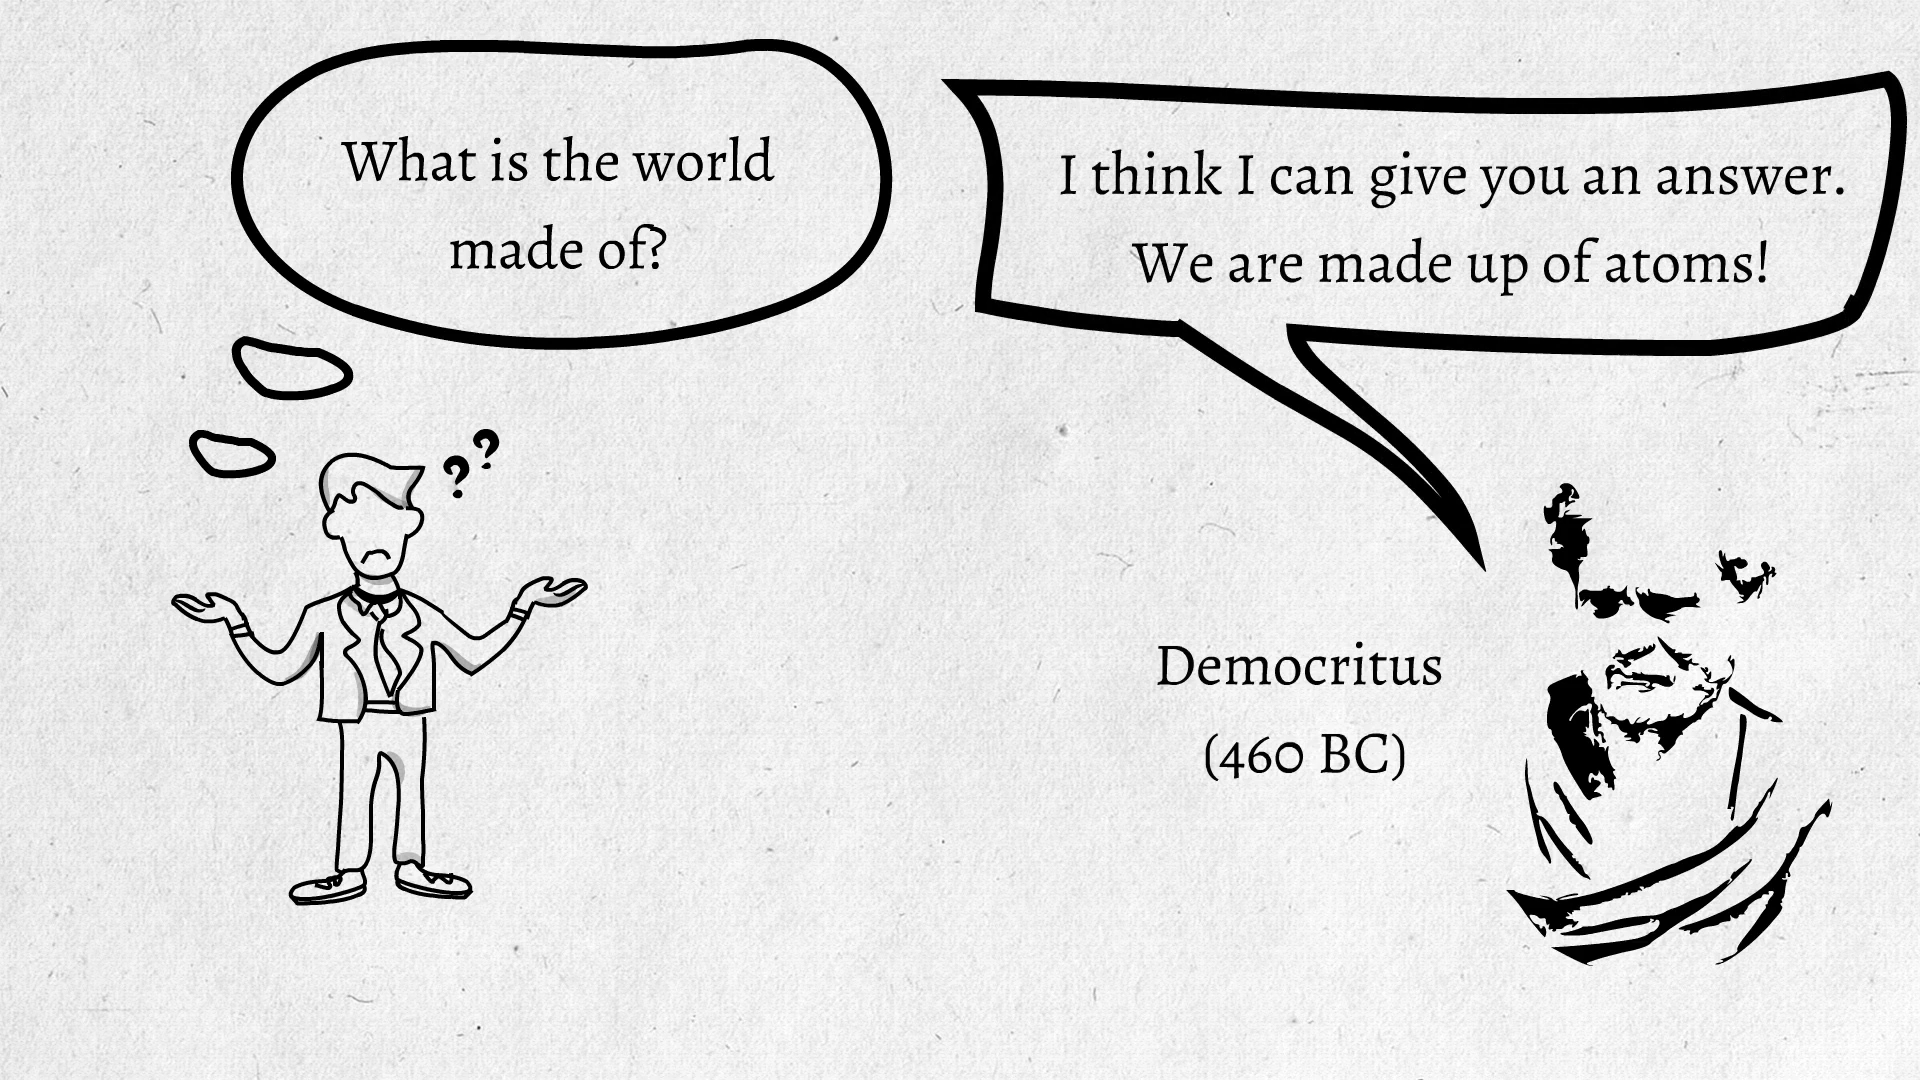 What is the world
made of?
I think I can give you an answer.
We are made up of atoms!
??
Democritus
(460 BC)